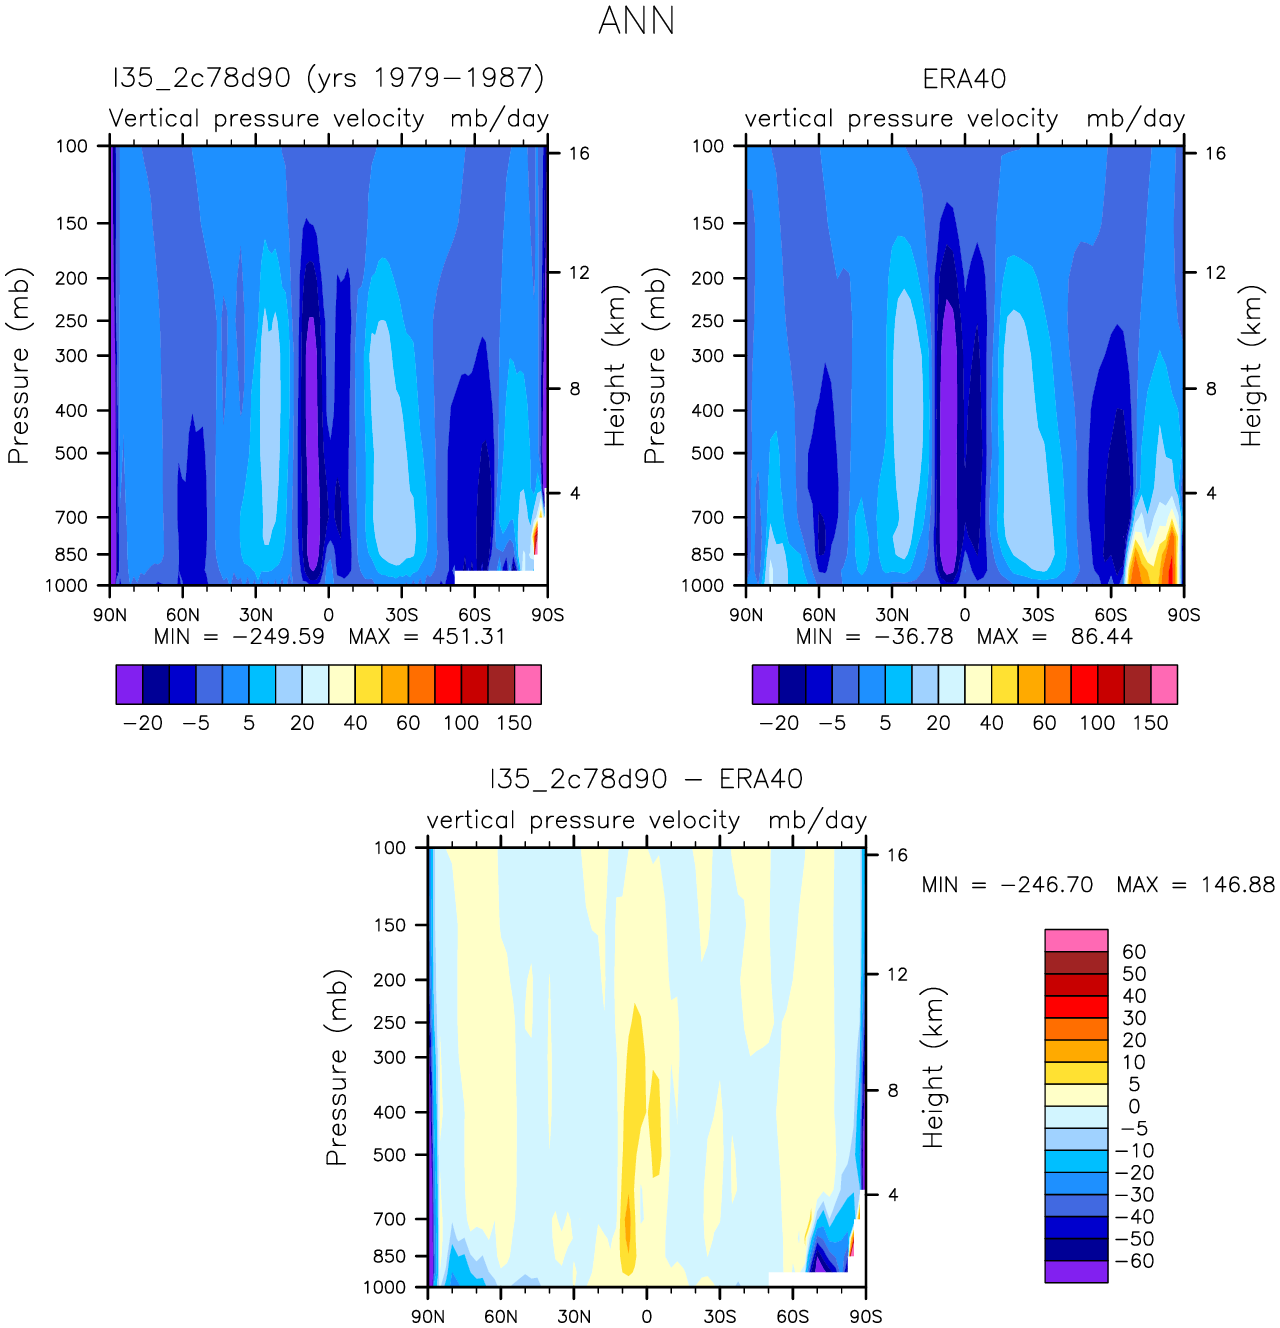 ANN
I35_2c78d90 (yrs 1979-1987)
Vertical pressure velocity mb/day
100
150
200
250
300
400
500
700
850
1000
Pressure (mb)
16
12
8
4
Height (km)
90N 60N 30N 0 30S 60S 90S
MIN = -249.59 MAX = 451.31
-20 -5 5 20 40 60 100 150
ERA40
vertical pressure velocity mb/day
100
150
200
250
300
400
500
700
850
1000
Pressure (mb)
16
12
8
4
Height (km)
90N 60N 30N 0 30S 60S 90S
MIN = -36.78 MAX = 86.44
-20 -5 5 20 40 60 100 150
I35_2c78d90 - ERA40
vertical pressure velocity mb/day
100
150
200
250
300
400
500
700
850
1000
Pressure (mb)
16
12
8
4
Height (km)
90N 60N 30N 0 30S 60S 90S
MIN = -246.70 MAX = 146.88
60
50
40
30
20
10
5
0
-5
-10
-20
-30
-40
-50
-60